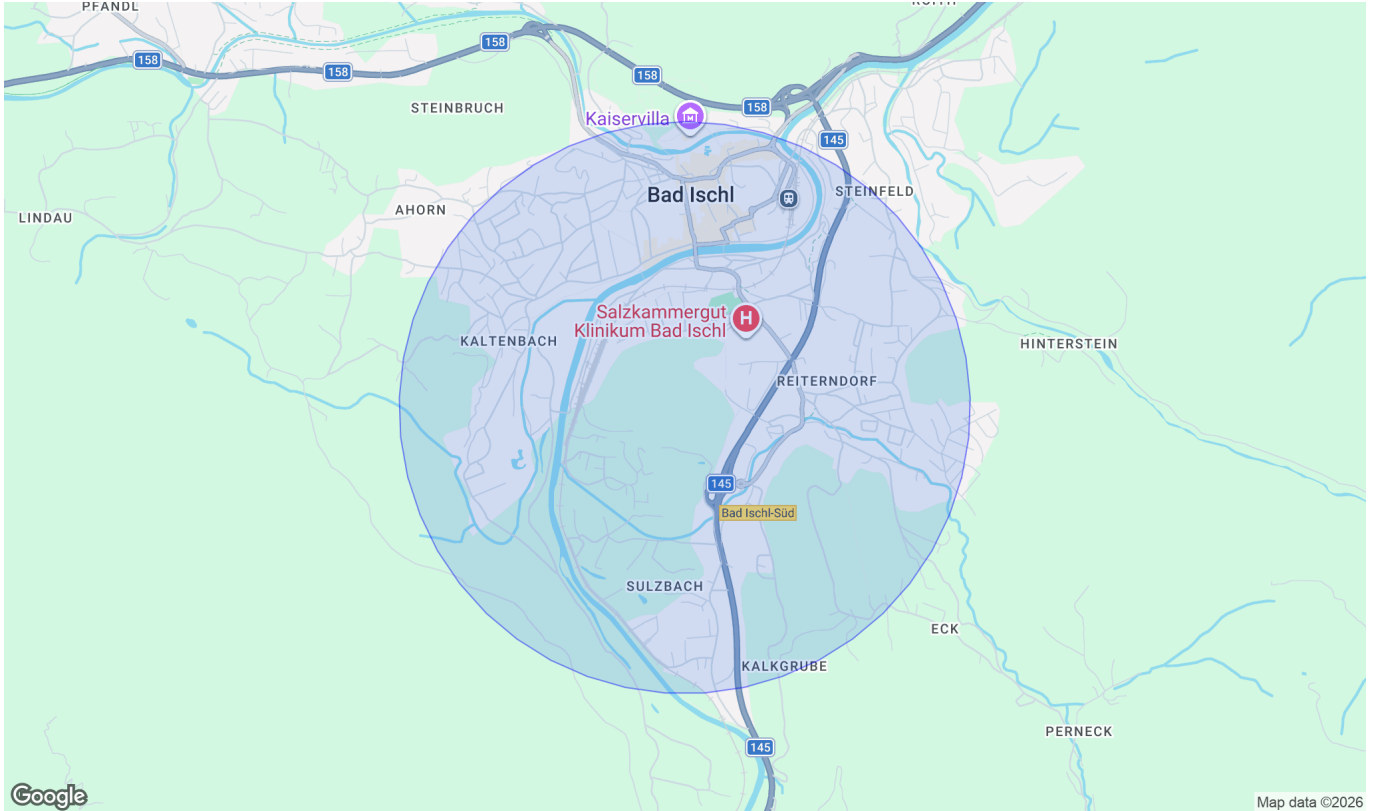 PFANDL
158
158
158
158
158
STEINBRUCH
Kaiservilla
145
Bad Ischl
STEINFELD
AHORN
LINDAU
Salzkammergut
Klinikum Bad Ischl
H
KALTENBACH
HINTERSTEIN
REITERNDORF
145
Bad Ischl-Süd
SULZBACH
ECK
KALKGRUBE
PERNECK
145
Google
Map data ©2026